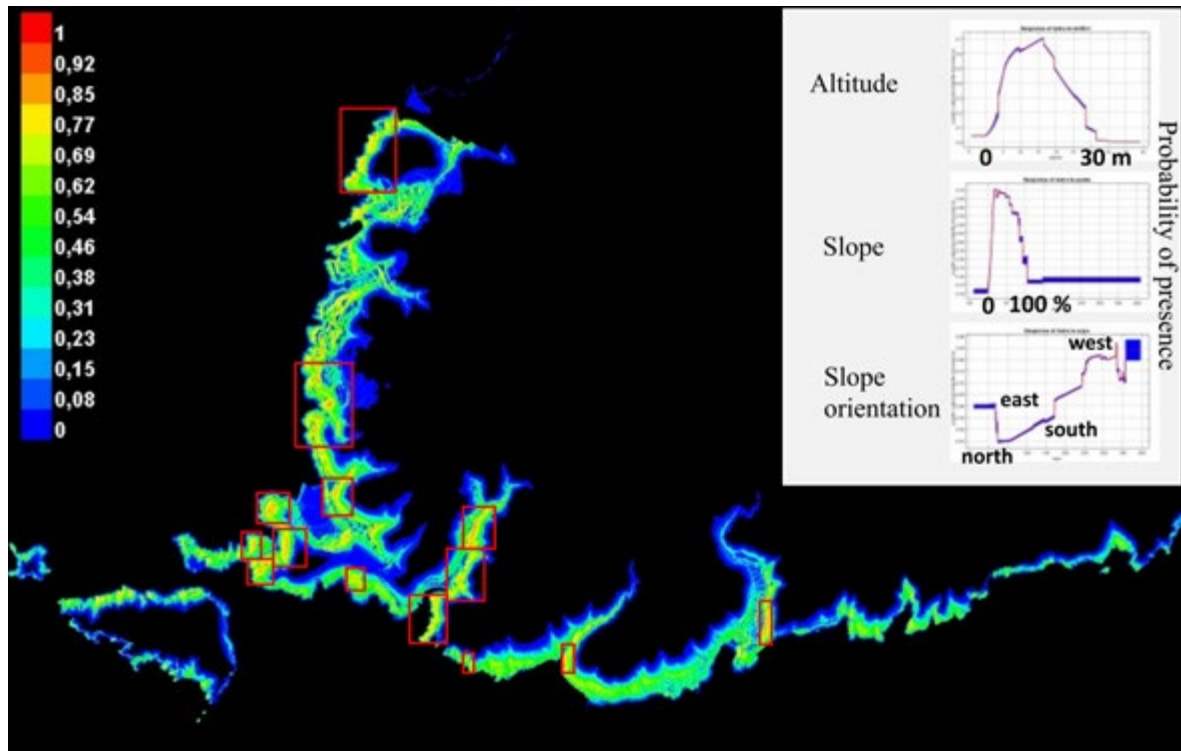 1
0,92
0,85
0,77
0,69
0,62
0,54
0,46
0,38
0,31
0,23
0,15
0,08
0
Altitude
0
30 m
Slope
0
100 %
Slope
orientation
west
east
south
north
Probability of presence